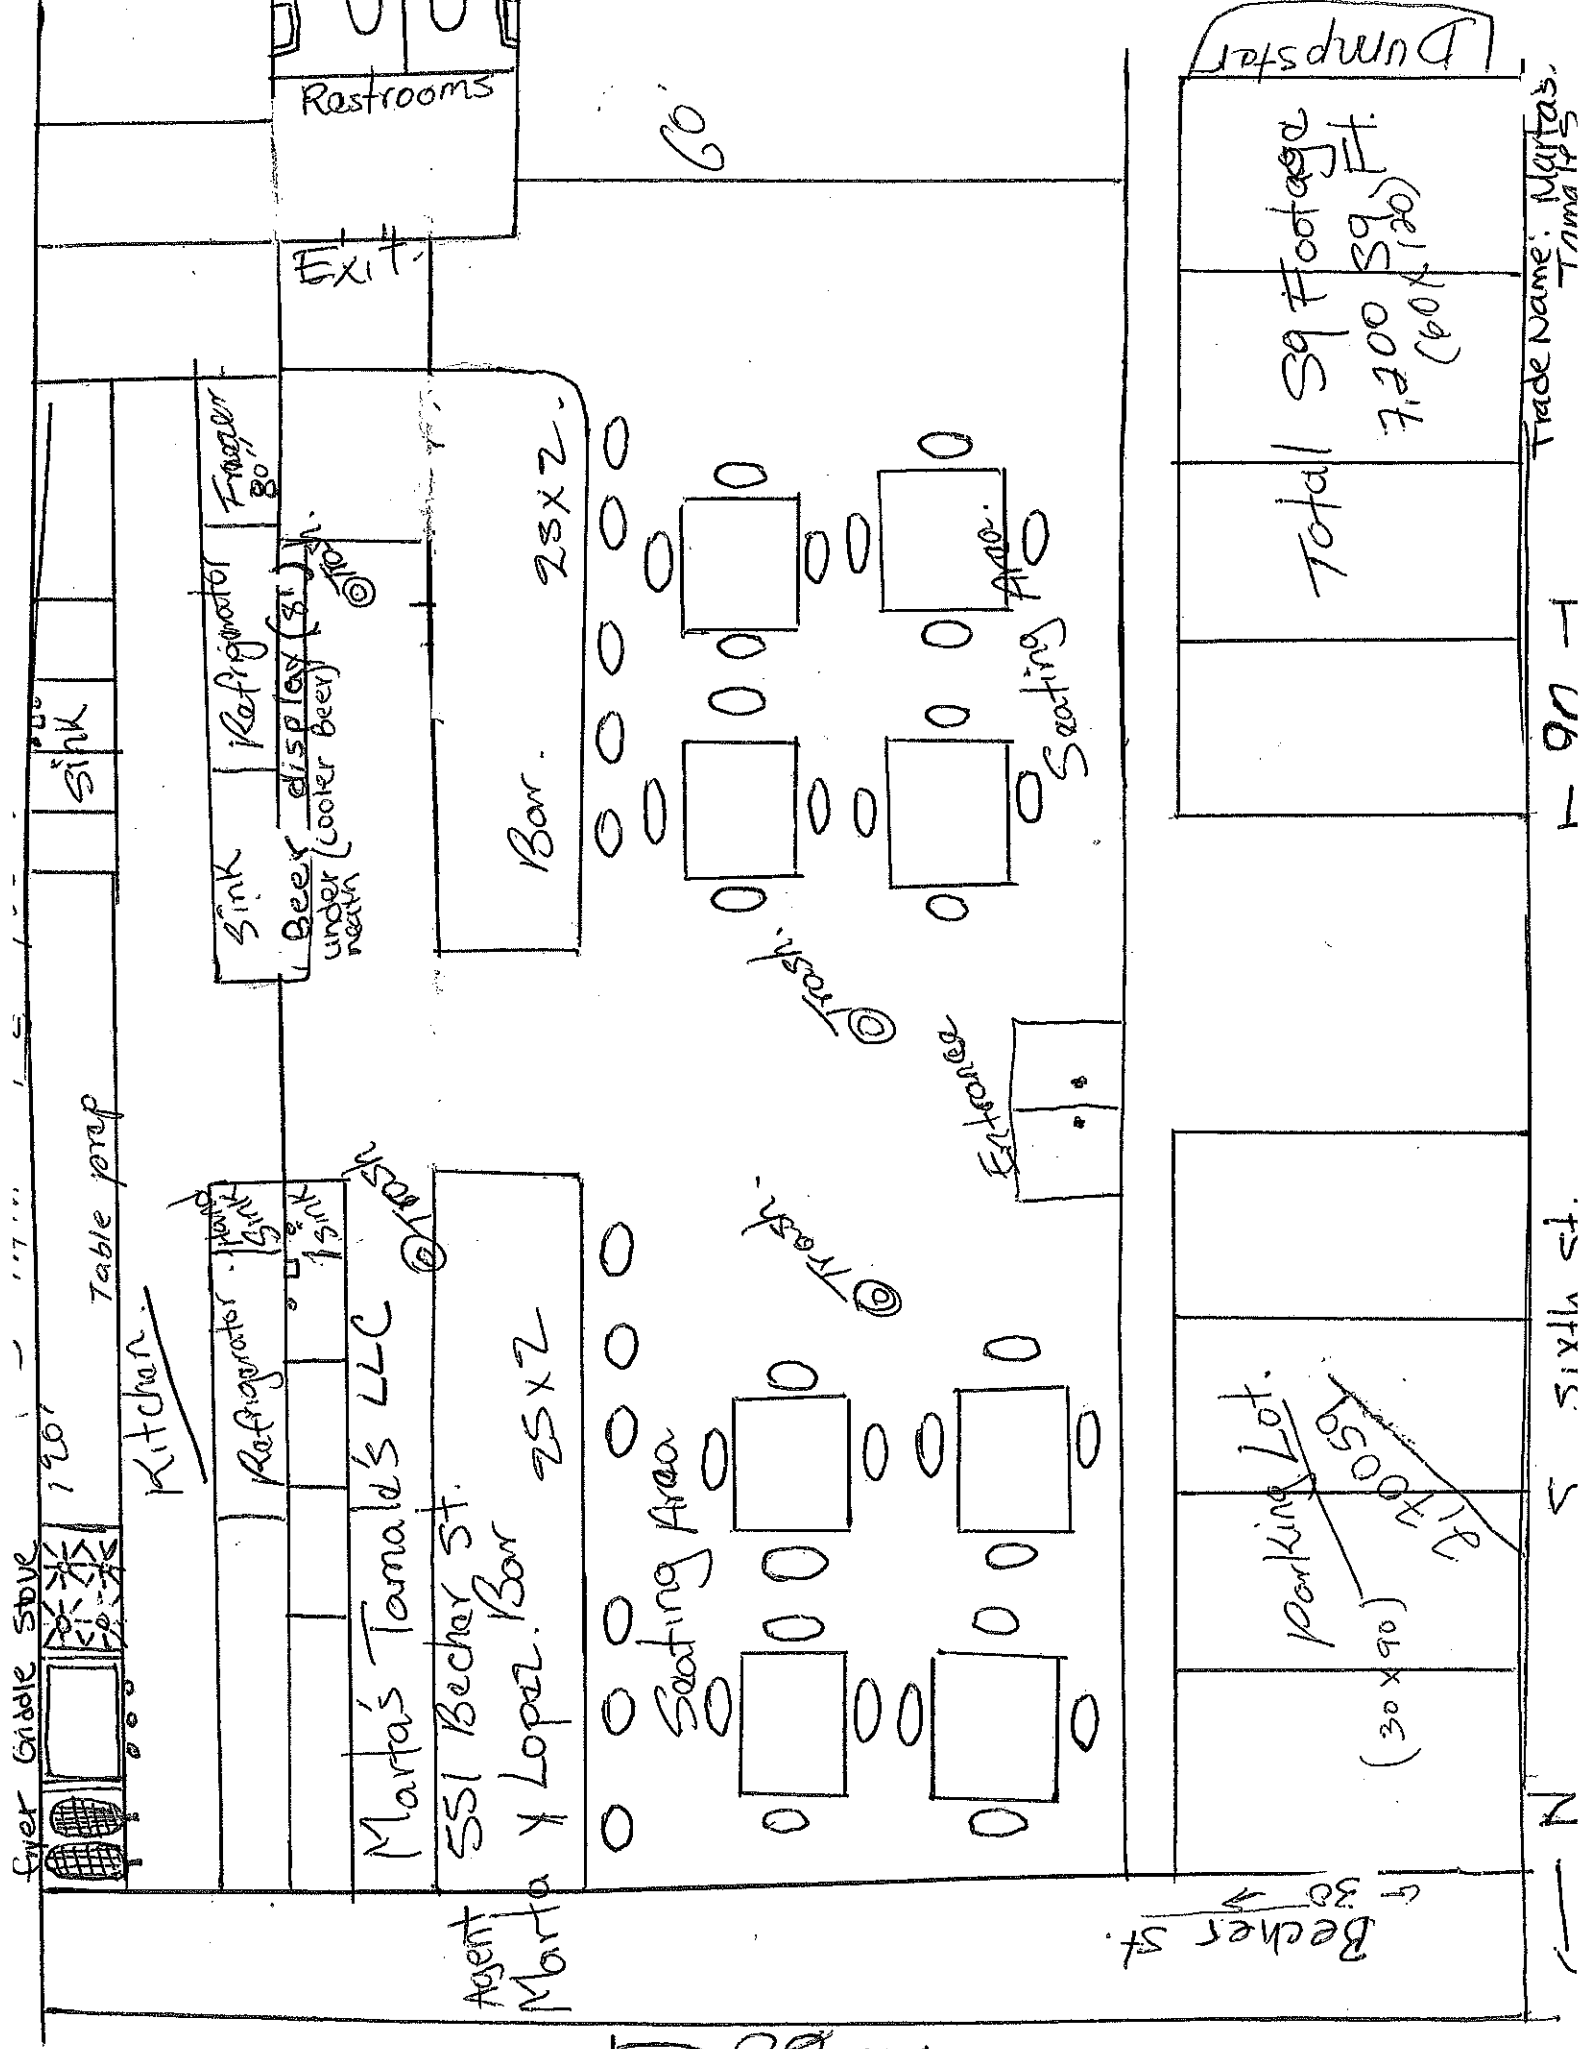 fryer Griddle Stove
120'
Table prep
Sink
Kitchen.
Refrigerator
Hand
Sink
Sink
Sink
Refrigerator
Freezer
80"
Beer display (8')
under (Cooler Beer)
neath
Trash.
Exit.
Restrooms
Marta's Tamale's LLC
Trash
551 Becher St.
Agent
Marta Y Lopez. Bar
25 x 2
Bar.
25 x 2.
60
Seating Area
Seating Area.
Trash.
Trash.
Entrance
Becher St.
30
Parking Lot.
(30 x 90)
2,700 sq
Total Sq Footage
7,200 Sq Ft.
(60 x 120)
Dumpster
N
S Sixth St.
90
Trade Name: Marta's
Tamales